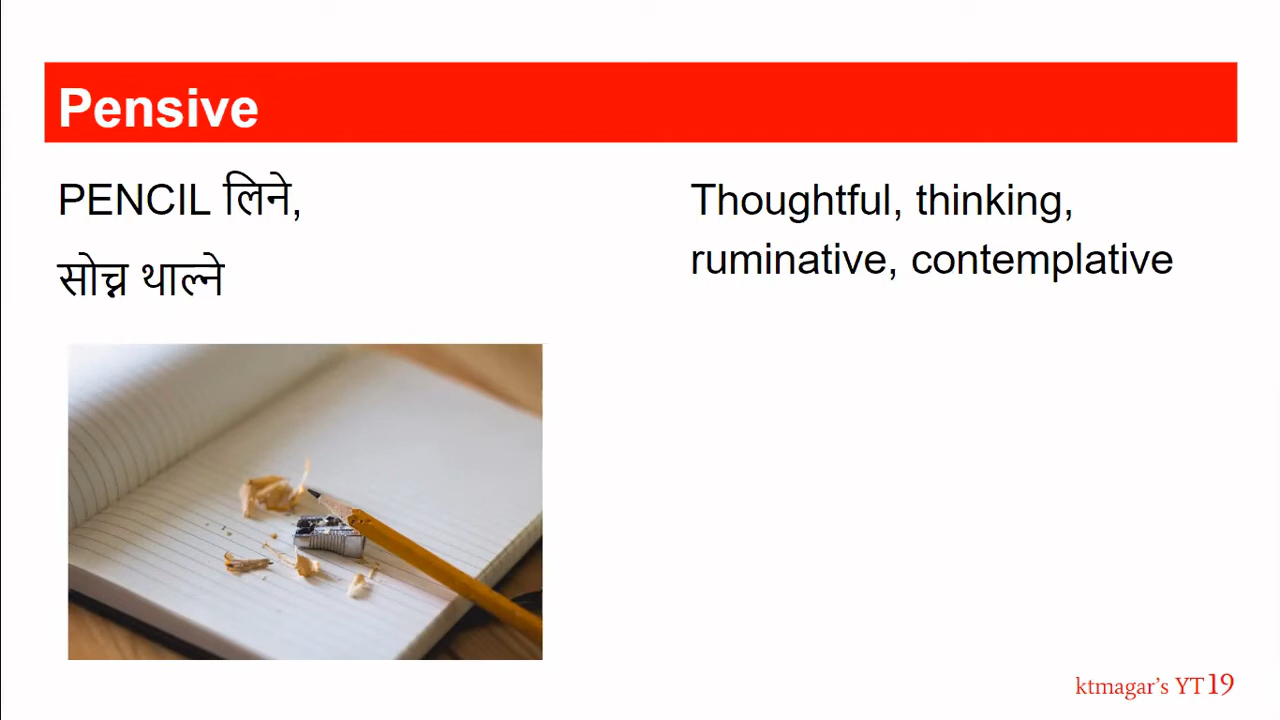 Pensive
PENCIL लिने,
सोच्न थाल्ने
Thoughtful, thinking,
ruminative, contemplative
ktmagar's YT19